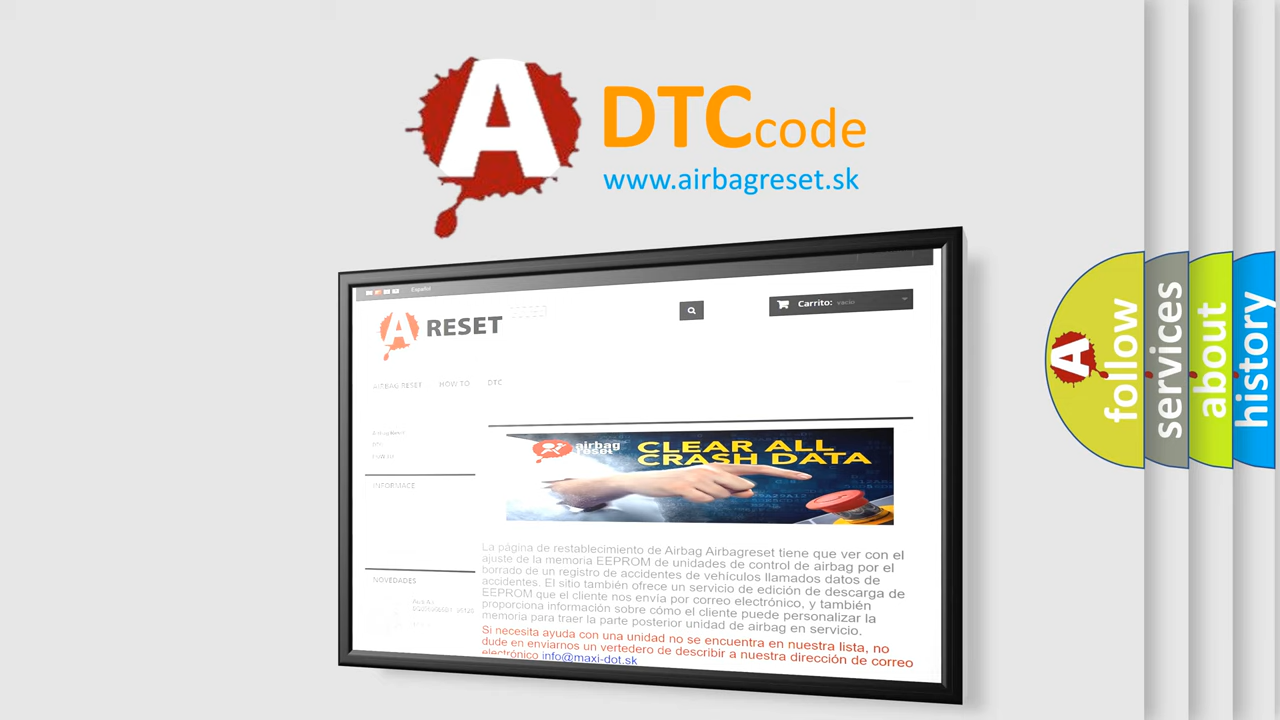 A
DTCcode
www.airbagreset.sk
Español
A RESET
Carrito: vacío
AIRBAG RESET HOW TO DTC
INFORMACE
NOVEDADES
airbag
reset
CLEAR ALL
CRASH DATA
La página de restablecimiento de Airbag Airbagreset tiene que ver con el
ajuste de la memoria EEPROM de unidades de control de airbag por el
borrado de un registro de accidentes de vehículos llamados datos de
accidentes. El sitio también ofrece un servicio de edición de descarga de
EEPROM que el cliente nos envía por correo electrónico, y también
proporciona información sobre cómo el cliente puede personalizar la
memoria para traer la parte posterior unidad de airbag en servicio.
Si necesita ayuda con una unidad no se encuentra en nuestra lista, no
dude en enviarnos un vertedero de describir a nuestra dirección de correo
electrónico info@maxi-dot.sk
A
follow
services
about
history